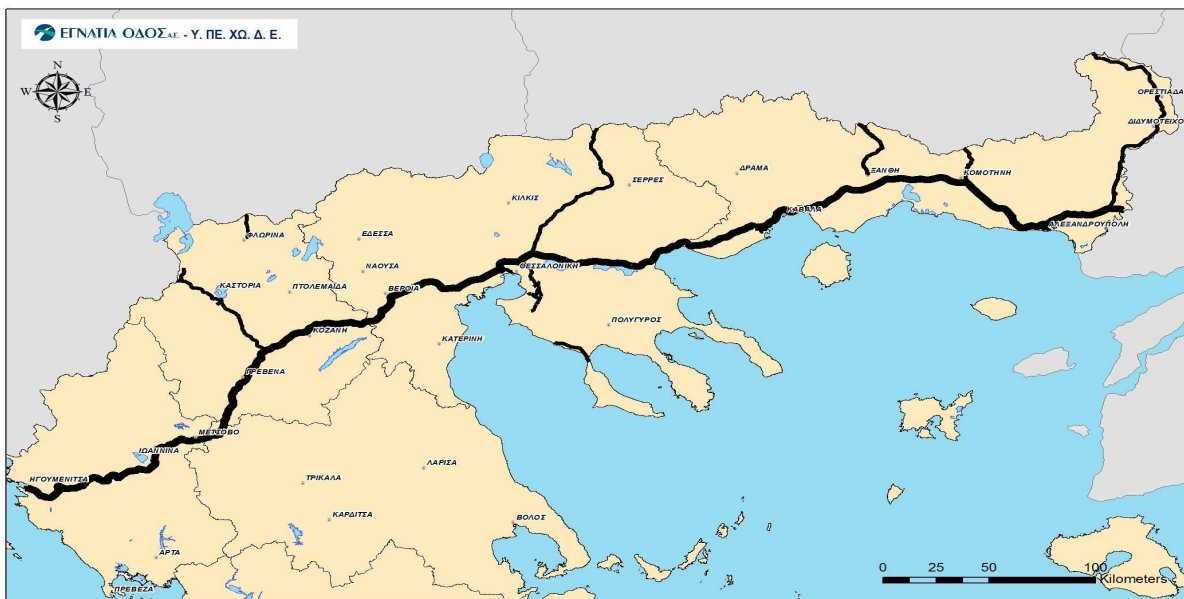 ΕΓΝΑΤΙΑ ΟΔΟΣ Α.Ε. - Υ. ΠΕ. ΧΩ. Δ. Ε.
N
W E
S
ΟΡΕΣΤΙΑΔΑ
ΔΙΔΥΜΟΤΕΙΧΟ
ΔΡΑΜΑ
ΞΑΝΘΗ
ΚΟΜΟΤΗΝΗ
ΣΕΡΡΕΣ
ΚΙΛΚΙΣ
ΚΑΒΑΛΑ
ΑΛΕΞΑΝΔΡΟΥΠΟΛΗ
ΦΛΩΡΙΝΑ
ΕΔΕΣΣΑ
ΘΕΣΣΑΛΟΝΙΚΗ
ΝΑΟΥΣΑ
ΚΑΣΤΟΡΙΑ
ΠΤΟΛΕΜΑΙΔΑ
ΒΕΡΟΙΑ
ΠΟΛΥΓΥΡΟΣ
ΚΟΖΑΝΗ
ΚΑΤΕΡΙΝΗ
ΓΡΕΒΕΝΑ
ΜΕΤΣΟΒΟ
ΙΩΑΝΝΙΝΑ
ΛΑΡΙΣΑ
ΗΓΟΥΜΕΝΙΤΣΑ
ΤΡΙΚΑΛΑ
ΚΑΡΔΙΤΣΑ
ΒΟΛΟΣ
ΑΡΤΑ
ΠΡΕΒΕΖΑ
0 25 50 100
Kilometers